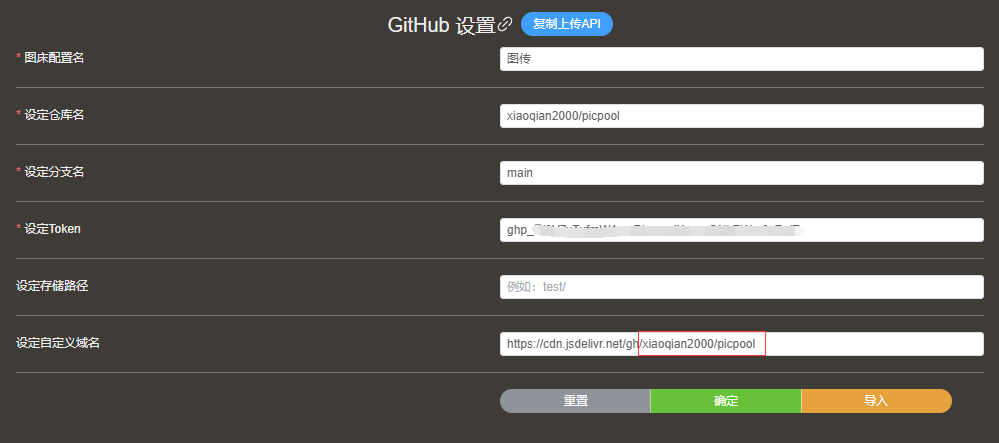 GitHub 设置 复制上传API
* 图床配置名 图传
* 设定仓库名 xiaoqian2000/picpool
* 设定分支名 main
* 设定Token ghp_
设定存储路径 例如：test/
设定自定义域名 https://cdn.jsdelivr.net/gh/xiaoqian2000/picpool
重置 确定 导入